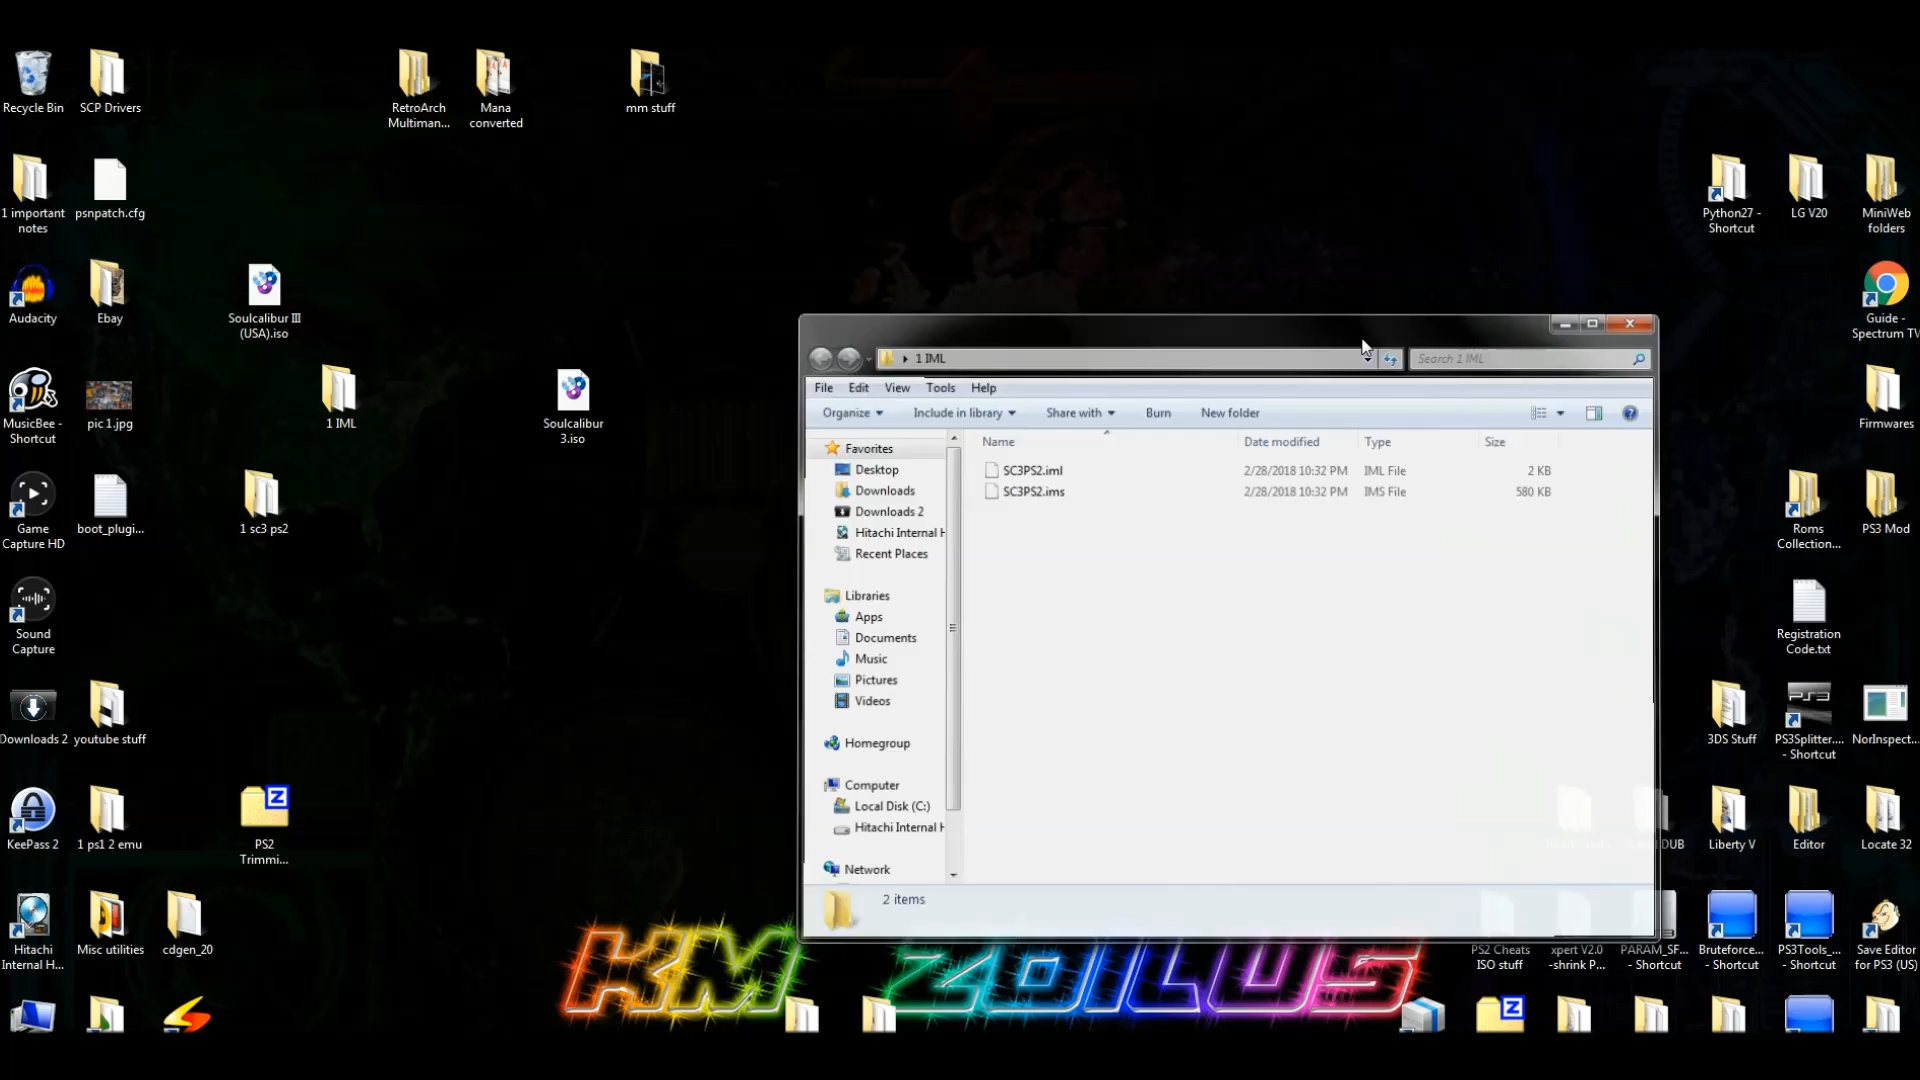 Recycle Bin
SCP Drivers
RetroArch
Multiman...
Mana
converted
mm stuff
1 important
notes
psnpatch.cfg
Python27 -
Shortcut
LG V20
MiniWeb
folders
Audacity
Ebay
Soulcalibur III
(USA).iso
Guide -
Spectrum TV
MusicBee -
Shortcut
pic 1.jpg
1 IML
Soulcalibur
3.iso
Firmwares
Game
Capture HD
boot_plugi...
1 sc3 ps2
Roms
Collection...
PS3 Mod
Sound
Capture
Registration
Code.txt
Downloads 2
youtube stuff
3DS Stuff
PS3Splitter....
- Shortcut
NorInspect...
KeePass 2
1 ps1 2 emu
PS2
Trimmi...
DUB
Liberty V
Editor
Locate 32
Hitachi
Internal H...
Misc utilities
cdgen_20
PS2 Cheats
ISO stuff
xpert V2.0
-shrink P...
PARAM_SF...
- Shortcut
Bruteforce...
- Shortcut
PS3Tools_...
- Shortcut
Save Editor
for PS3 (US)
1 IML
Search 1 IML
File Edit View Tools Help
Organize Include in library Share with Burn New folder
Name Date modified Type Size
SC3PS2.iml 2/28/2018 10:32 PM IML File 2 KB
SC3PS2.ims 2/28/2018 10:32 PM IMS File 580 KB
Favorites
Desktop
Downloads
Downloads 2
Hitachi Internal H
Recent Places
Libraries
Apps
Documents
Music
Pictures
Videos
Homegroup
Computer
Local Disk (C:)
Hitachi Internal H
Network
2 items
KM ZOILUS